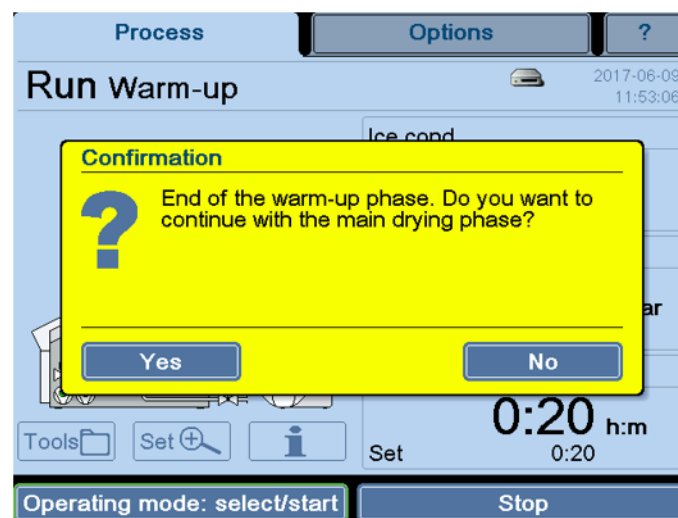 Process
Options
?
Run Warm-up
2017-06-09
11:53:06
Ice cond
Confirmation
End of the warm-up phase. Do you want to
continue with the main drying phase?
ar
Yes
No
0:20 h:m
Tools
Set
i
Set
0:20
Operating mode: select/start
Stop